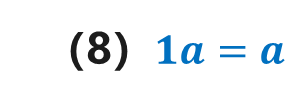 (8) 1a = a